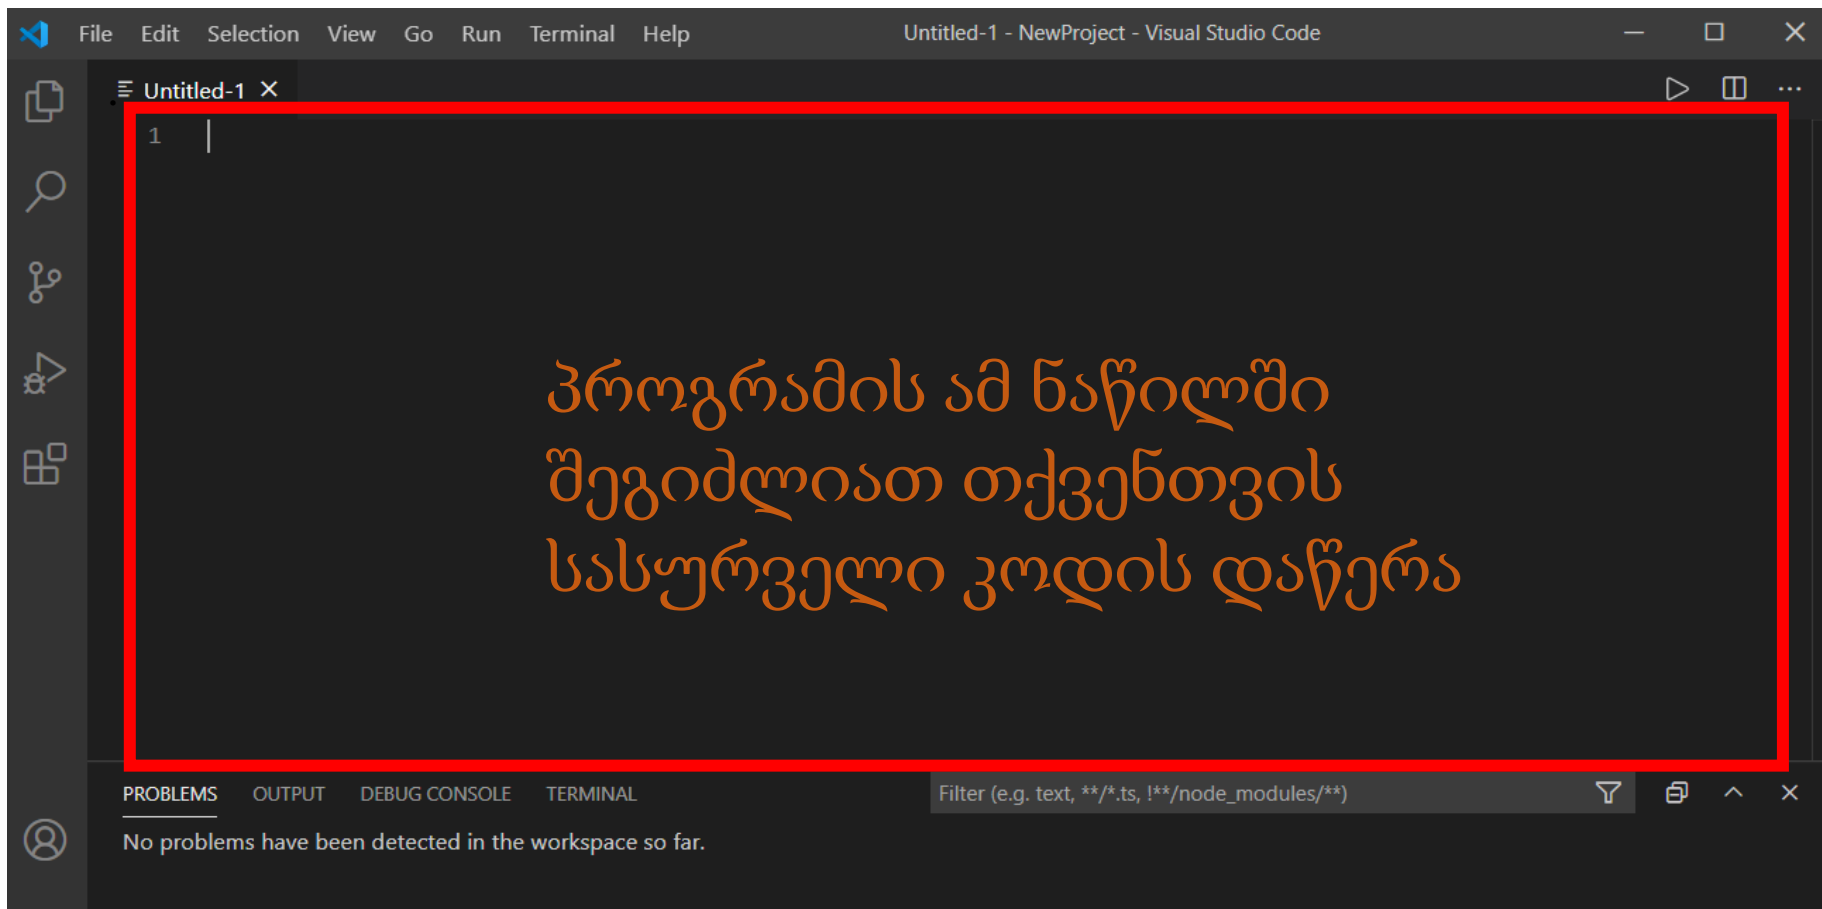 File Edit Selection View Go Run Terminal Help Untitled-1 - NewProject - Visual Studio Code
Untitled-1
1
პროგრამის ამ ნაწილში
შეგიძლიათ თქვენთვის
სასურველი კოდის დაწერა
PROBLEMS OUTPUT DEBUG CONSOLE TERMINAL Filter (e.g. text, **/*.ts, !**/node_modules/**)
No problems have been detected in the workspace so far.